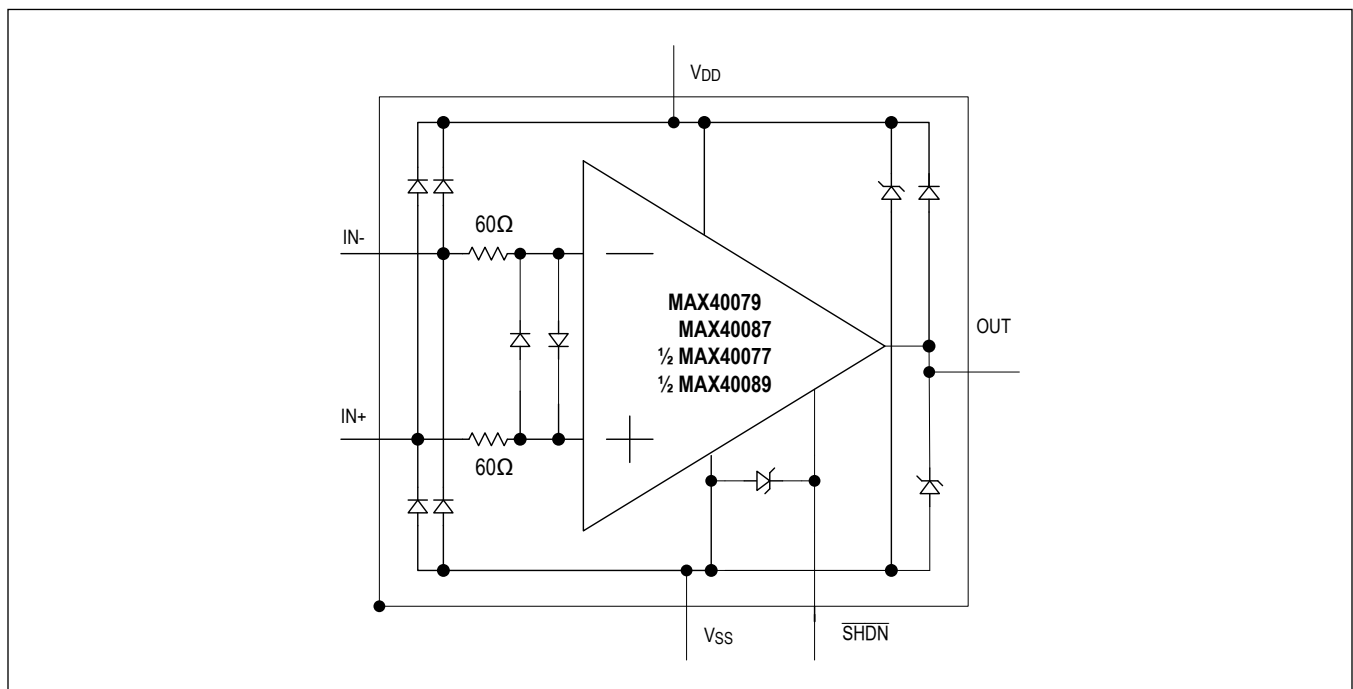 VDD
60Ω
IN-
MAX40079
MAX40087
½ MAX40077
½ MAX40089
OUT
IN+
60Ω
VSS
SHDN